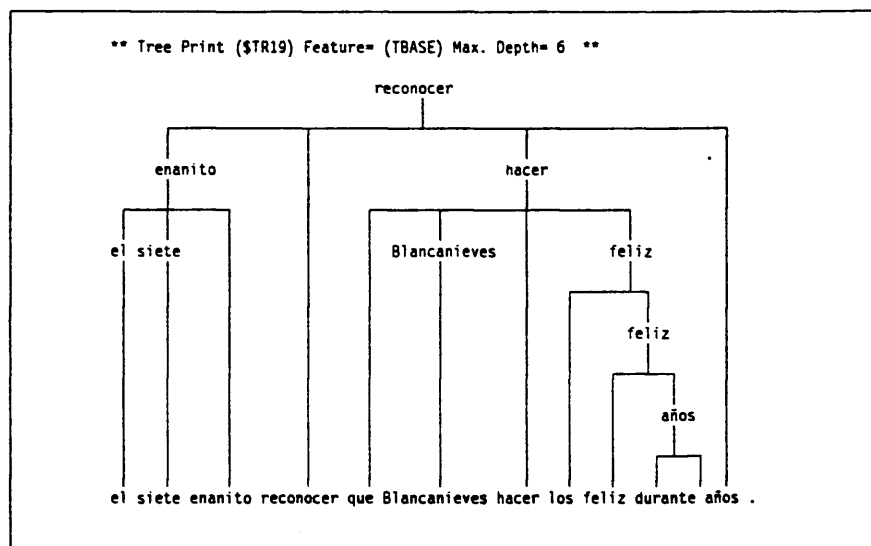 ** Tree Print ($TR19) Feature= (TBASE) Max. Depth= 6 **
reconocer
enanito hacer
el siete Blancanieves feliz
feliz
años
el siete enanito reconocer que Blancanieves hacer los feliz durante años .